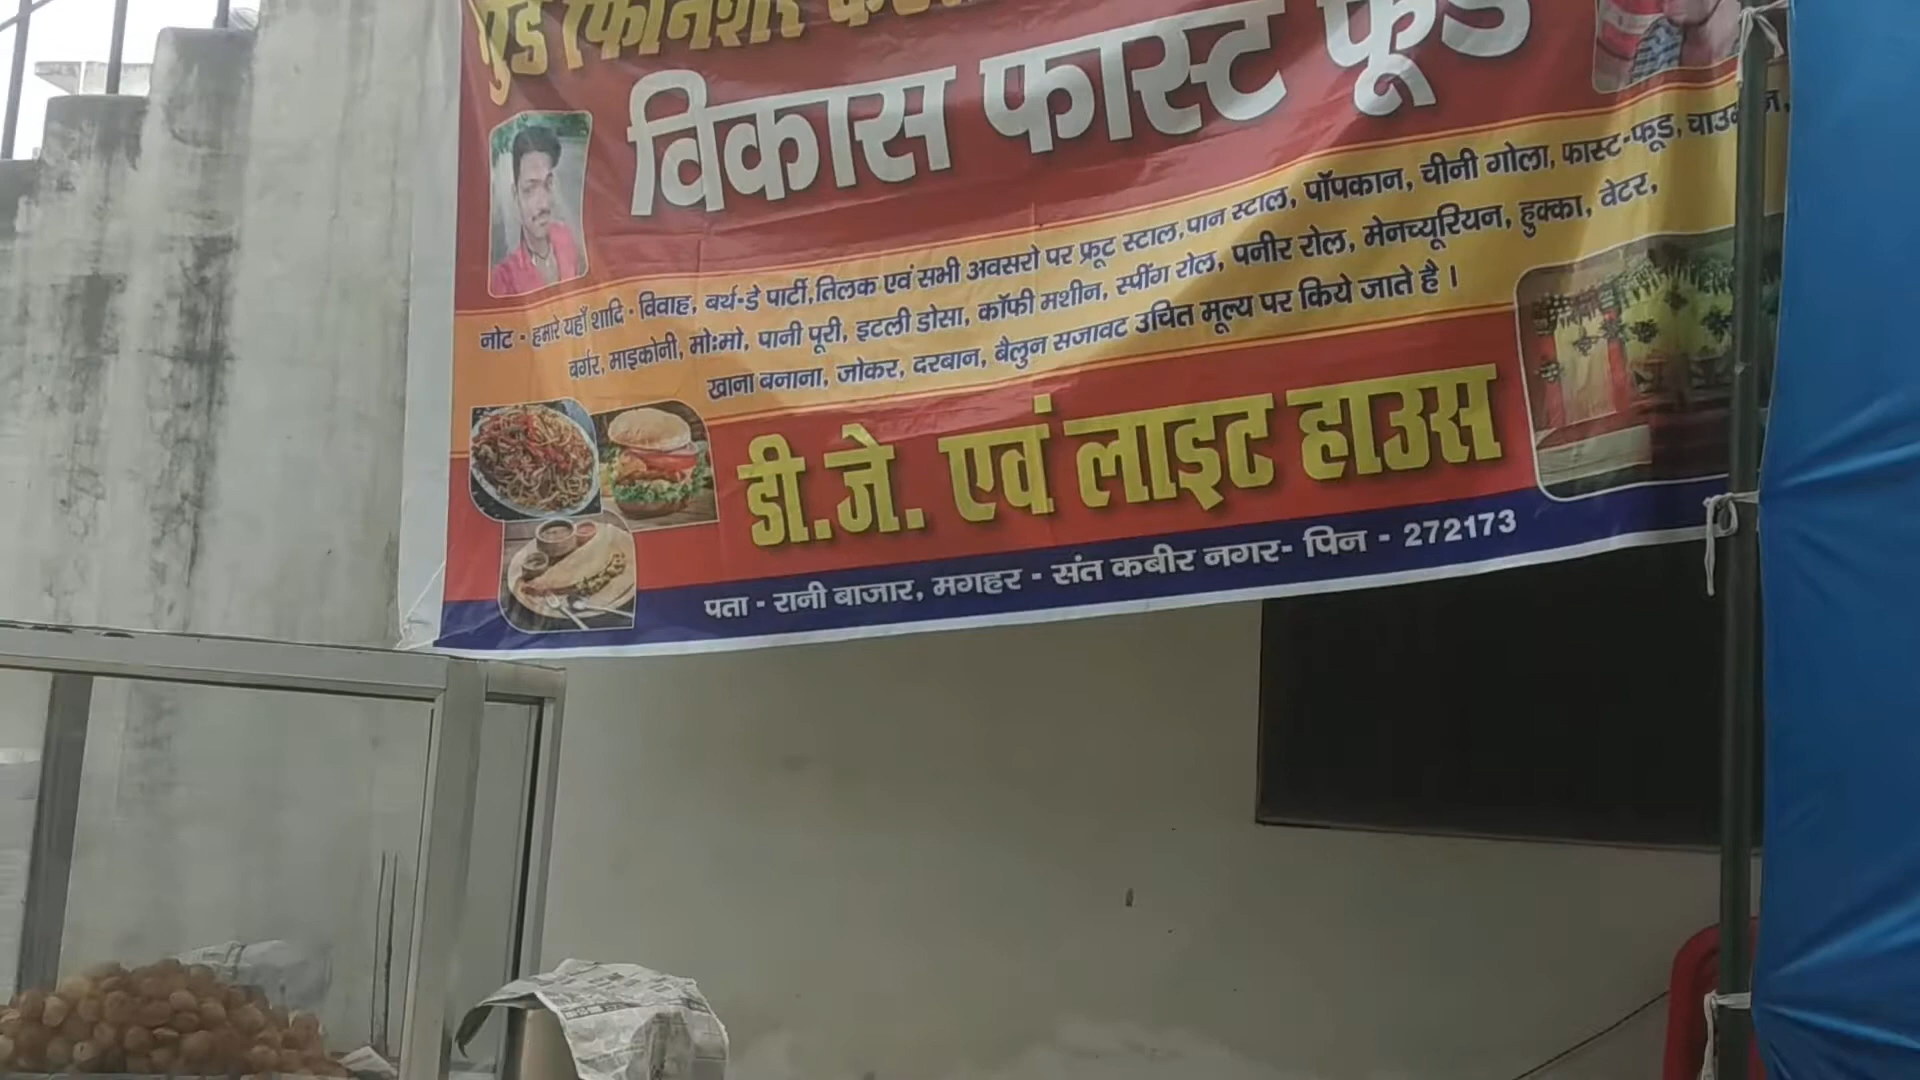 विकास फास्ट फूड
नोट - हमारे यहाँ शादि - विवाह, बर्थ-डे पार्टी,तिलक एवं सभी अवसरो पर फ्रूट स्टाल,पान स्टाल, पॉपकान, चीनी गोला, फास्ट-फूड,
बर्गर, माइकोनी, मो:मो, पानी पूरी, इटली डोसा, कॉफी मशीन, स्पींग रोल, पनीर रोल, मेनच्यूरियन, हुक्का, वेटर,
खाना बनाना, जोकर, दरबान, बैलुन सजावट उचित मूल्य पर किये जाते है ।
डी.जे. एवं लाइट हाउस
पता - रानी बाजार, मगहर - संत कबीर नगर- पिन - 272173